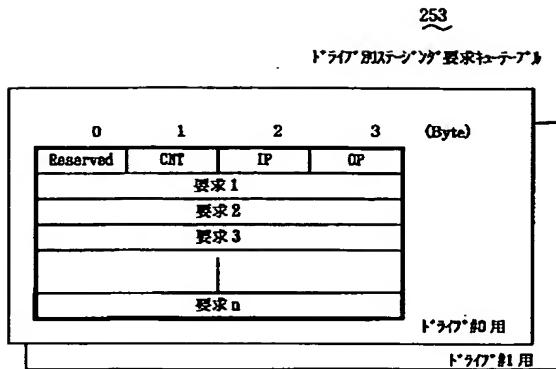 253
ﾄﾞﾗｲﾌﾞ別ｽﾃｰｼﾞﾝｸﾞ要求ｷｭｰﾃｰﾌﾞﾙ
0 1 2 3 (Byte)
Reserved CNT IP OP
要求1
要求2
要求3
要求n
ﾄﾞﾗｲﾌﾞ#0用
ﾄﾞﾗｲﾌﾞ#1用